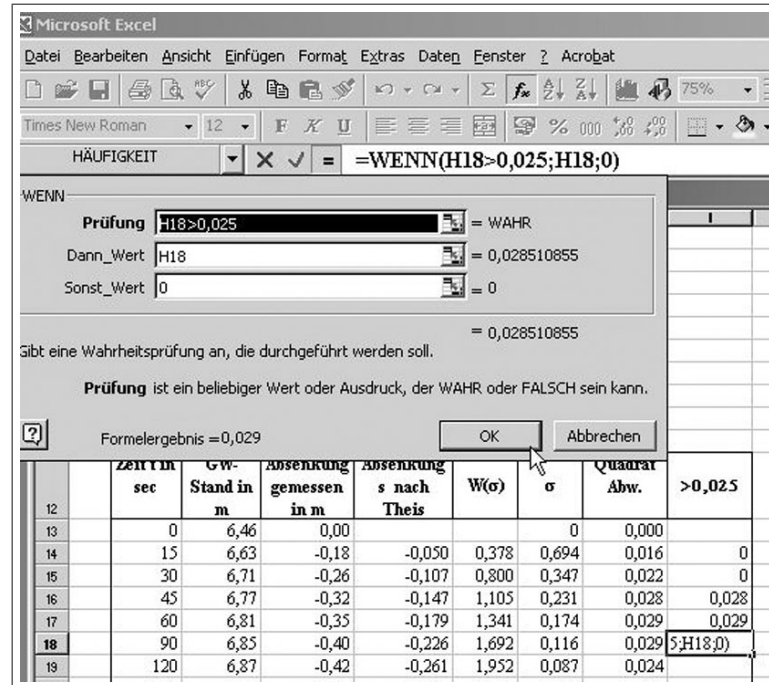 Microsoft Excel
Datei Bearbeiten Ansicht Einfügen Format Extras Daten Fenster ? Acrobat
ABC Σ fx A Z Z A 75%
Times New Roman 12 F K U % 000
HÄUFIGKEIT = =WENN(H18>0,025;H18;0)
WENN
I
Prüfung H18>0,025 = WAHR
Dann_Wert H18 = 0,028510855
Sonst_Wert 0 = 0
= 0,028510855
Gibt eine Wahrheitsprüfung an, die durchgeführt werden soll.
Prüfung ist ein beliebiger Wert oder Ausdruck, der WAHR oder FALSCH sein kann.
? Formelergebnis =0,029 OK Abbrechen
Zeit t in GW- Absenkung Absenkung Quadrat
sec Stand in gemessen s nach W(σ) σ Abw. >0,025
12 m in m Theis
13 0 6,46 0,00 0 0,000
14 15 6,63 -0,18 -0,050 0,378 0,694 0,016 0
15 30 6,71 -0,26 -0,107 0,800 0,347 0,022 0
16 45 6,77 -0,32 -0,147 1,105 0,231 0,028 0,028
17 60 6,81 -0,35 -0,179 1,341 0,174 0,029 0,029
18 90 6,85 -0,40 -0,226 1,692 0,116 0,029 5;H18;0)
19 120 6,87 -0,42 -0,261 1,952 0,087 0,024